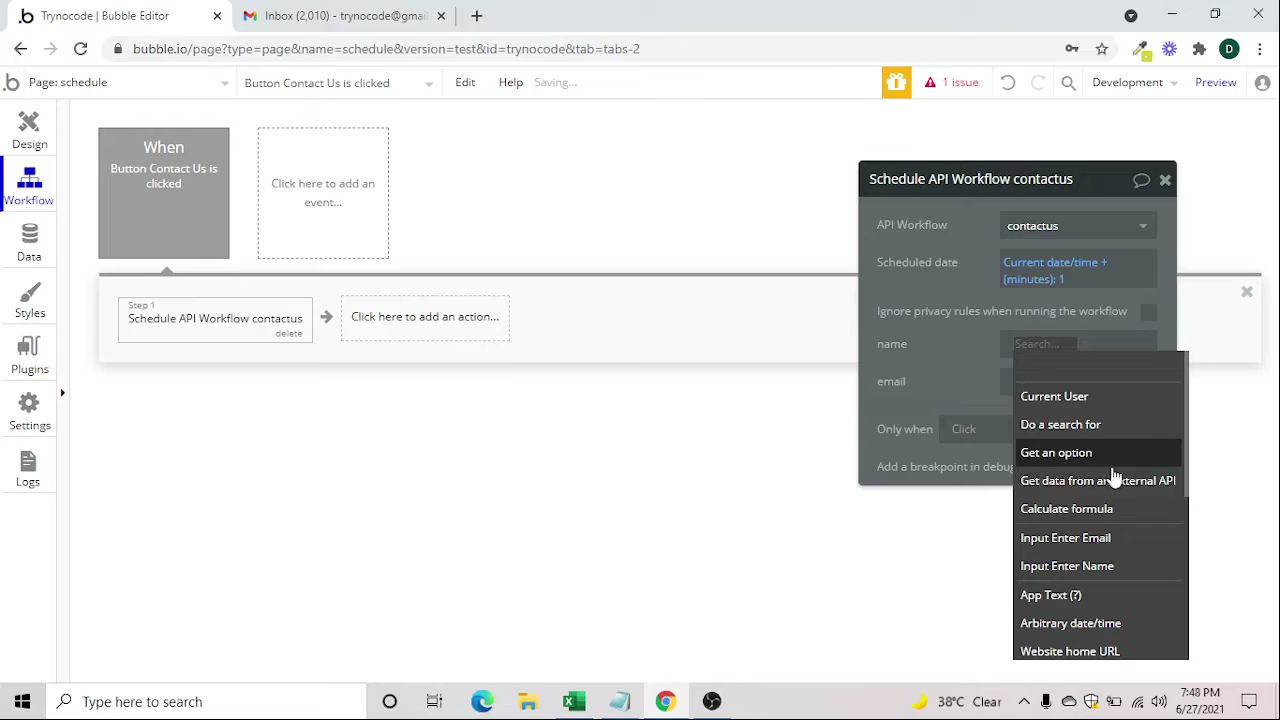 Trynocode | Bubble Editor
Inbox (2,010) - trynocode@gmai
bubble.io/page?type=page&name=schedule&version=test&id=trynocode&tab=tabs-2
D
b
Page: schedule
Button Contact Us is clicked
Edit
Help
Saving...
1 issue
Development
Preview
Design
Workflow
Data
Styles
Plugins
Settings
Logs
When
Button Contact Us is
clicked
Click here to add an
event...
Step 1
Schedule API Workflow contactus
delete
Click here to add an action...
Schedule API Workflow contactus
API Workflow
contactus
Scheduled date
Current date/time +
(minutes): 1
Ignore privacy rules when running the workflow
name
Search...
email
Only when
Click
Add a breakpoint in debug
Current User
Do a search for
Get an option
Get data from an external API
Calculate formula
Input Enter Email
Input Enter Name
App Text (?)
Arbitrary date/time
Website home URL
Type here to search
38°C Clear
7:48 PM
6/27/2021